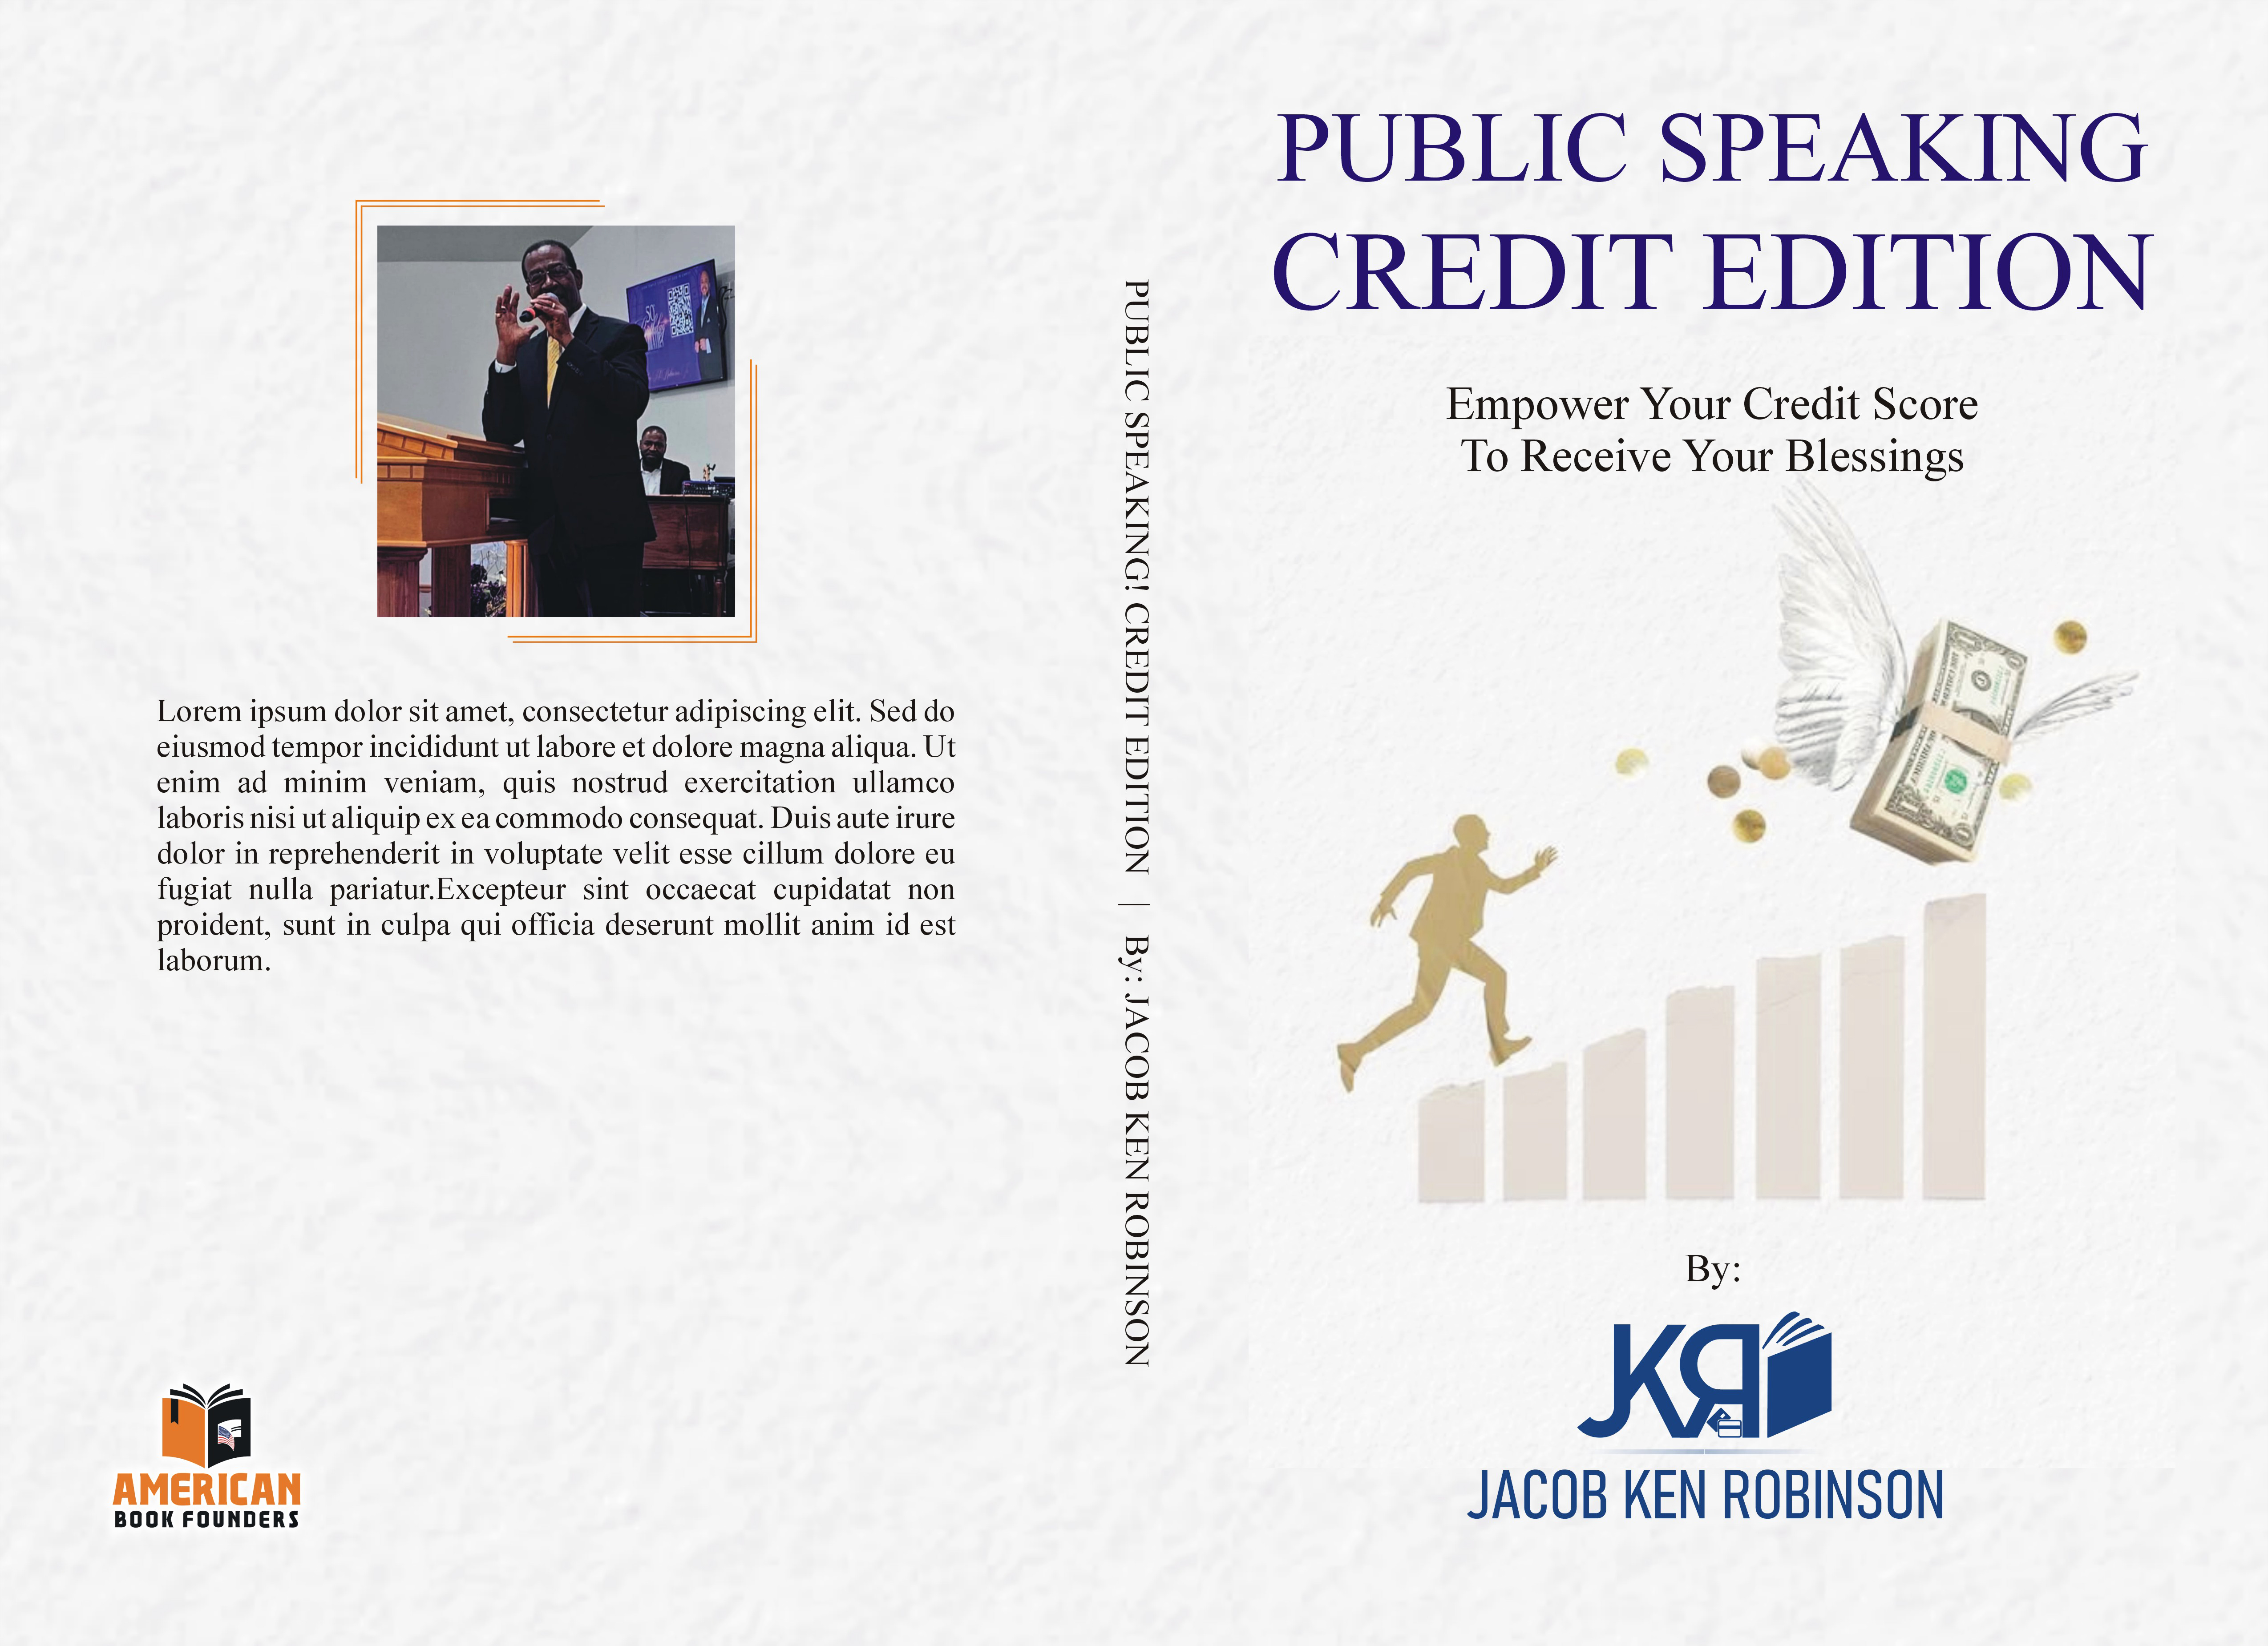 Lorem ipsum dolor sit amet, consectetur adipiscing elit. Sed do
eiusmod tempor incididunt ut labore et dolore magna aliqua. Ut
enim ad minim veniam, quis nostrud exercitation ullamco
laboris nisi ut aliquip ex ea commodo consequat. Duis aute irure
dolor in reprehenderit in voluptate velit esse cillum dolore eu
fugiat nulla pariatur.Excepteur sint occaecat cupidatat non
proident, sunt in culpa qui officia deserunt mollit anim id est
laborum.
AMERICAN
BOOK FOUNDERS
PUBLIC SPEAKING! CREDIT EDITION | By: JACOB KEN ROBINSON
PUBLIC SPEAKING
CREDIT EDITION
Empower Your Credit Score
To Receive Your Blessings
By:
JKR
JACOB KEN ROBINSON